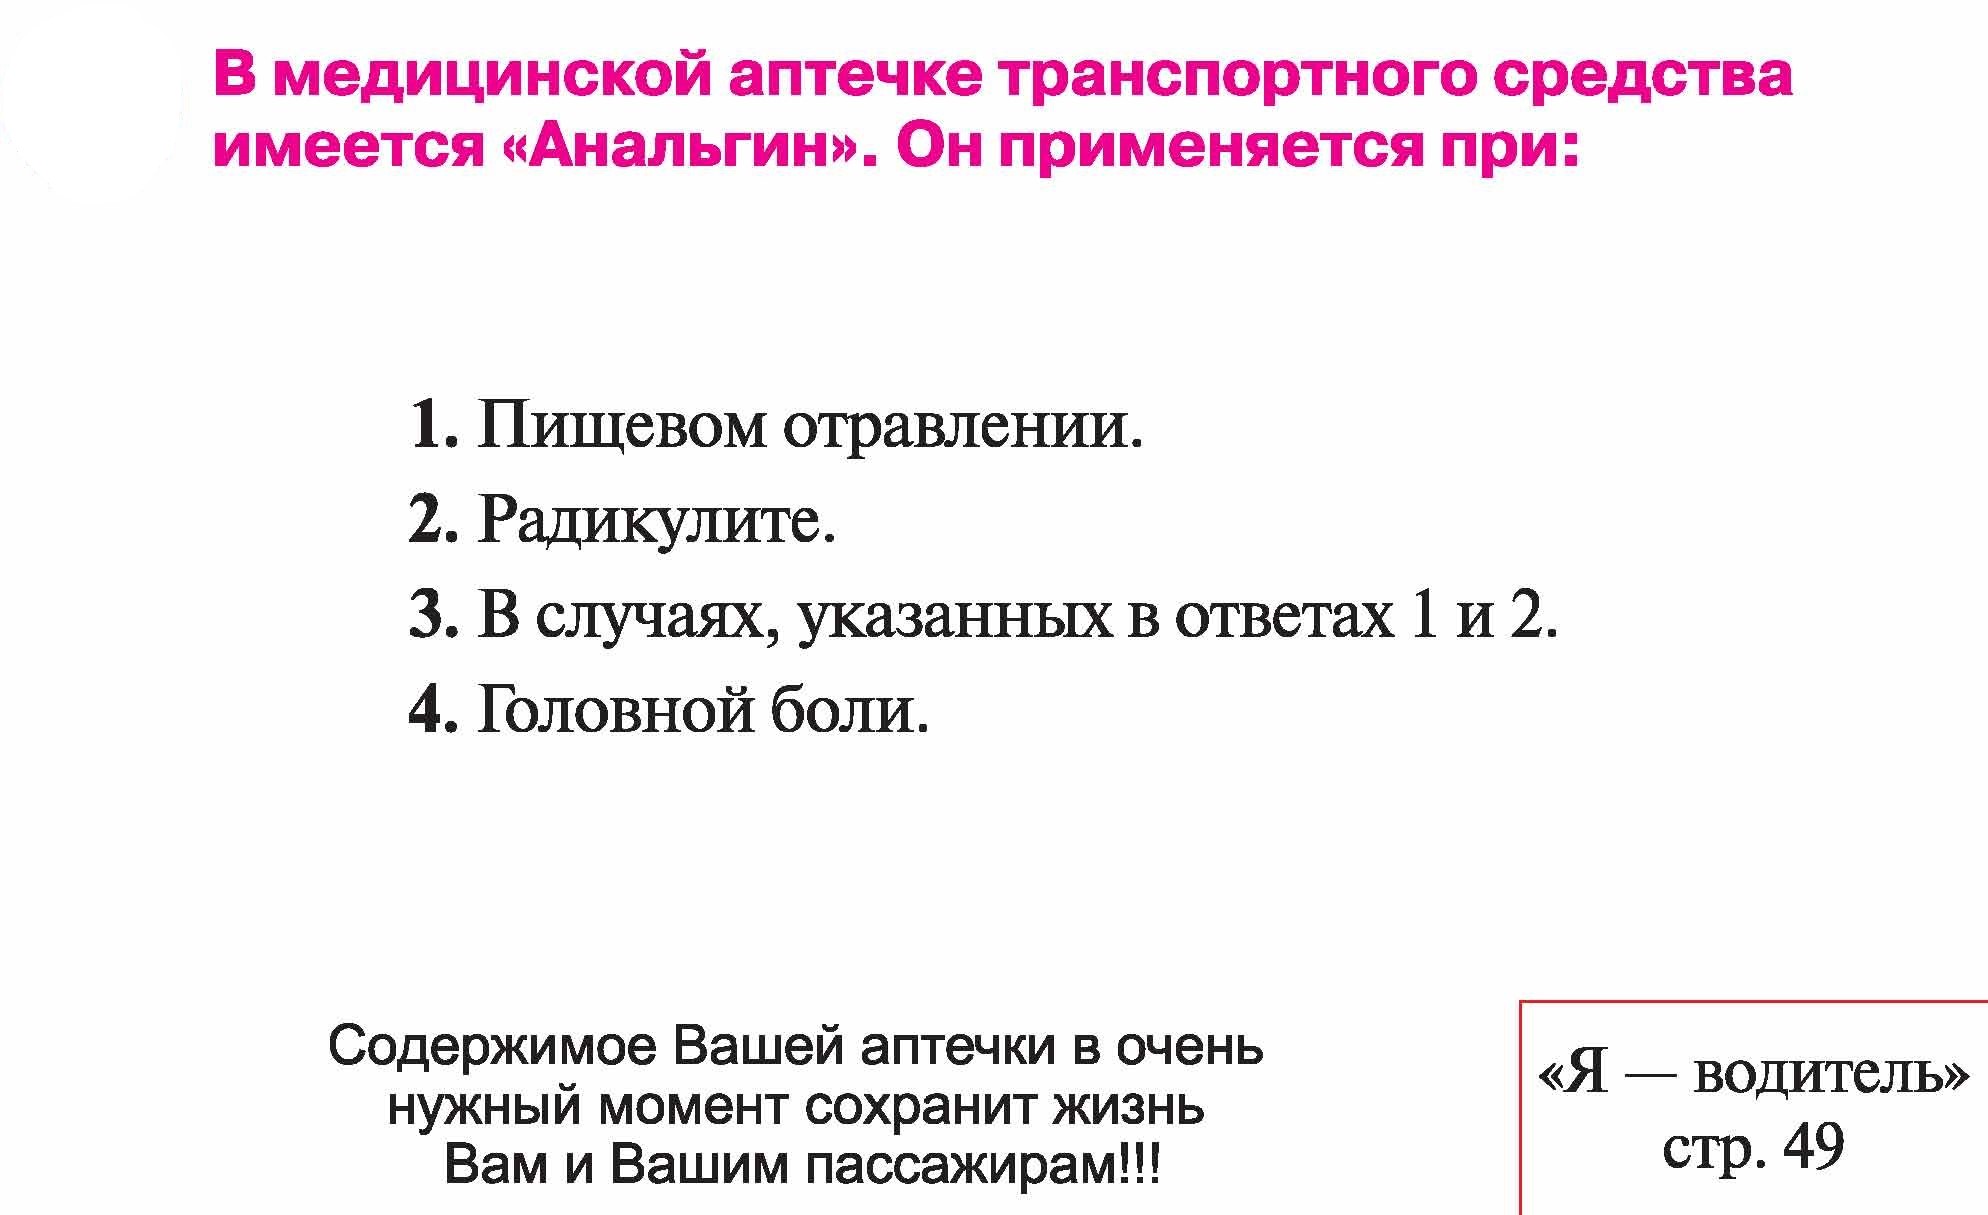 В медицинской аптечке транспортного средства
имеется «Анальгин». Он применяется при:
1. Пищевом отравлении.
2. Радикулите.
3. В случаях, указанных в ответах 1 и 2.
4. Головной боли.
Содержимое Вашей аптечки в очень
нужный момент сохранит жизнь
Вам и Вашим пассажирам!!!
«Я — водитель»
стр. 49